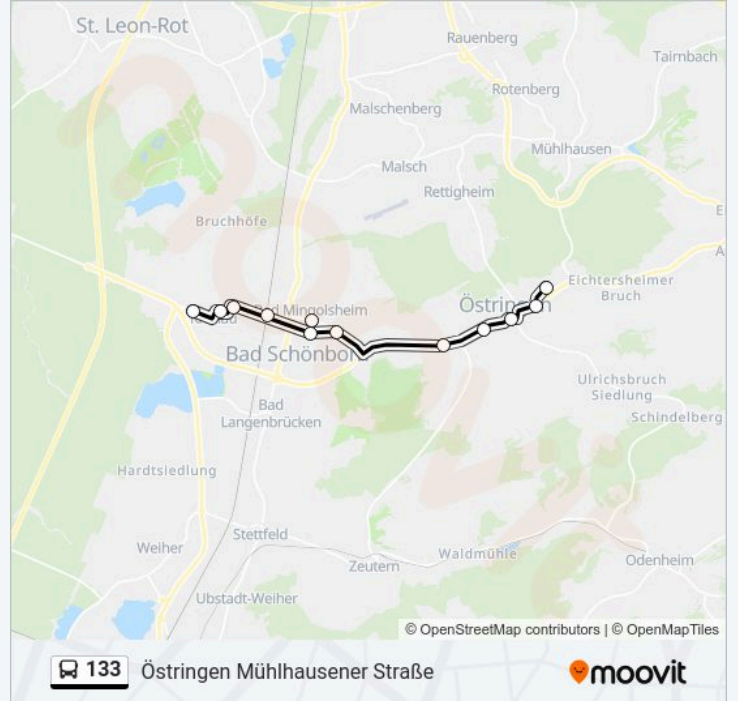 St. Leon-Rot
Rauenberg
Tairnbach
Rotenberg
Malschenberg
Mühlhausen
Malsch
Rettigheim
Bruchhöfe
Eichtersheimer
Bruch
Bad Mingolsheim
Östringen
Bad Schönborn
Ulrichsbruch
Siedlung
Schindelberg
Bad
Langenbrücken
Hardtsiedlung
Stettfeld
Weiher
Waldmühle
Zeutern
Odenheim
Ubstadt-Weiher
© OpenStreetMap contributors | © OpenMapTiles
133 Östringen Mühlhausener Straße
moovit